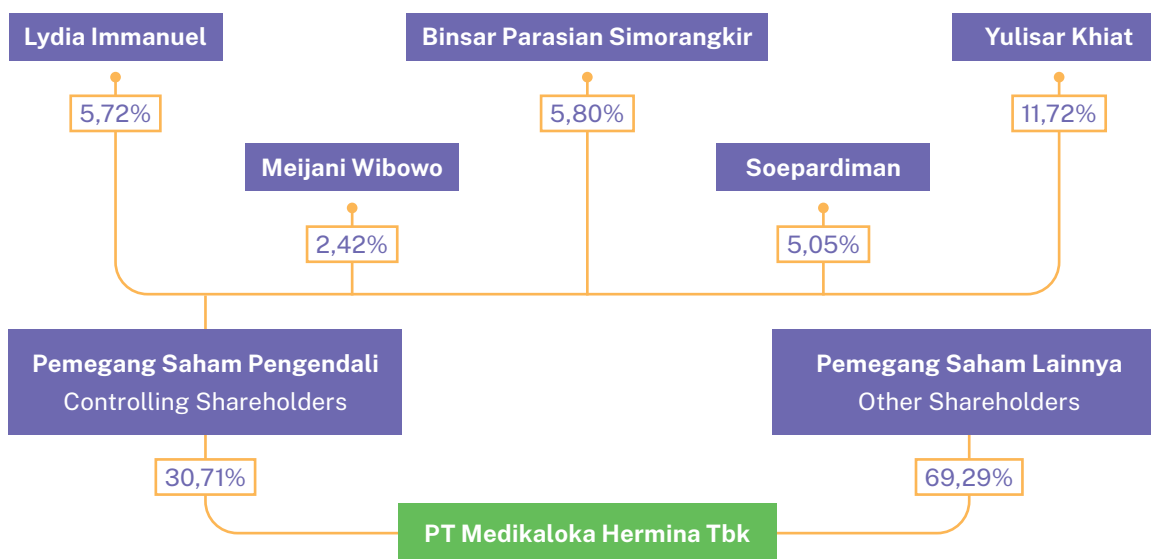 Lydia Immanuel
Binsar Parasian Simorangkir
Yulisar Khiat
5,72%
5,80%
11,72%
Meijani Wibowo
Soepardiman
2,42%
5,05%
Pemegang Saham Pengendali
Controlling Shareholders
Pemegang Saham Lainnya
Other Shareholders
30,71%
69,29%
PT Medikaloka Hermina Tbk